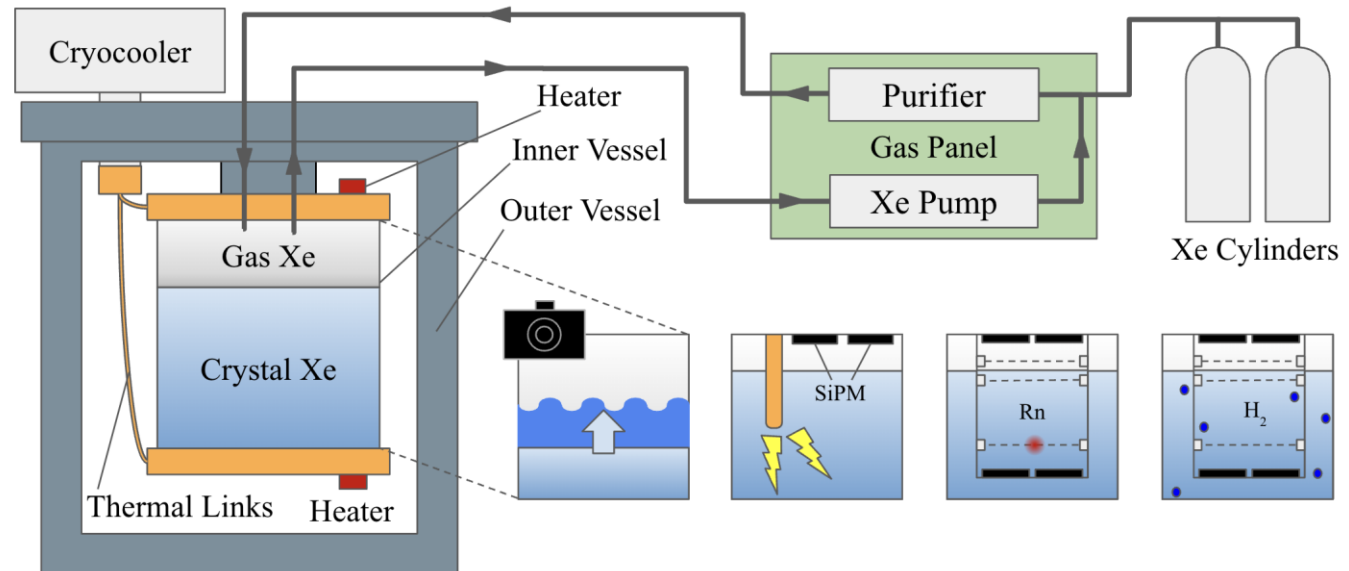 Cryocooler
Heater
Inner Vessel
Outer Vessel
Purifier
Gas Panel
Xe Pump
Xe Cylinders
Gas Xe
Crystal Xe
Thermal Links
Heater
SiPM
Rn
H₂